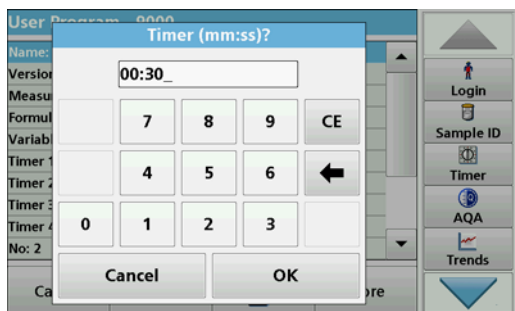 User Program - 9000
Timer (mm:ss)?
Name:
00:30_
Version
Measu
Formul
Variabl
Timer 1
Timer 2
Timer 3
Timer 4
No: 2
7 8 9 CE
4 5 6
0 1 2 3
Cancel OK
Ca
ore
Login
Sample ID
Timer
AQA
Trends